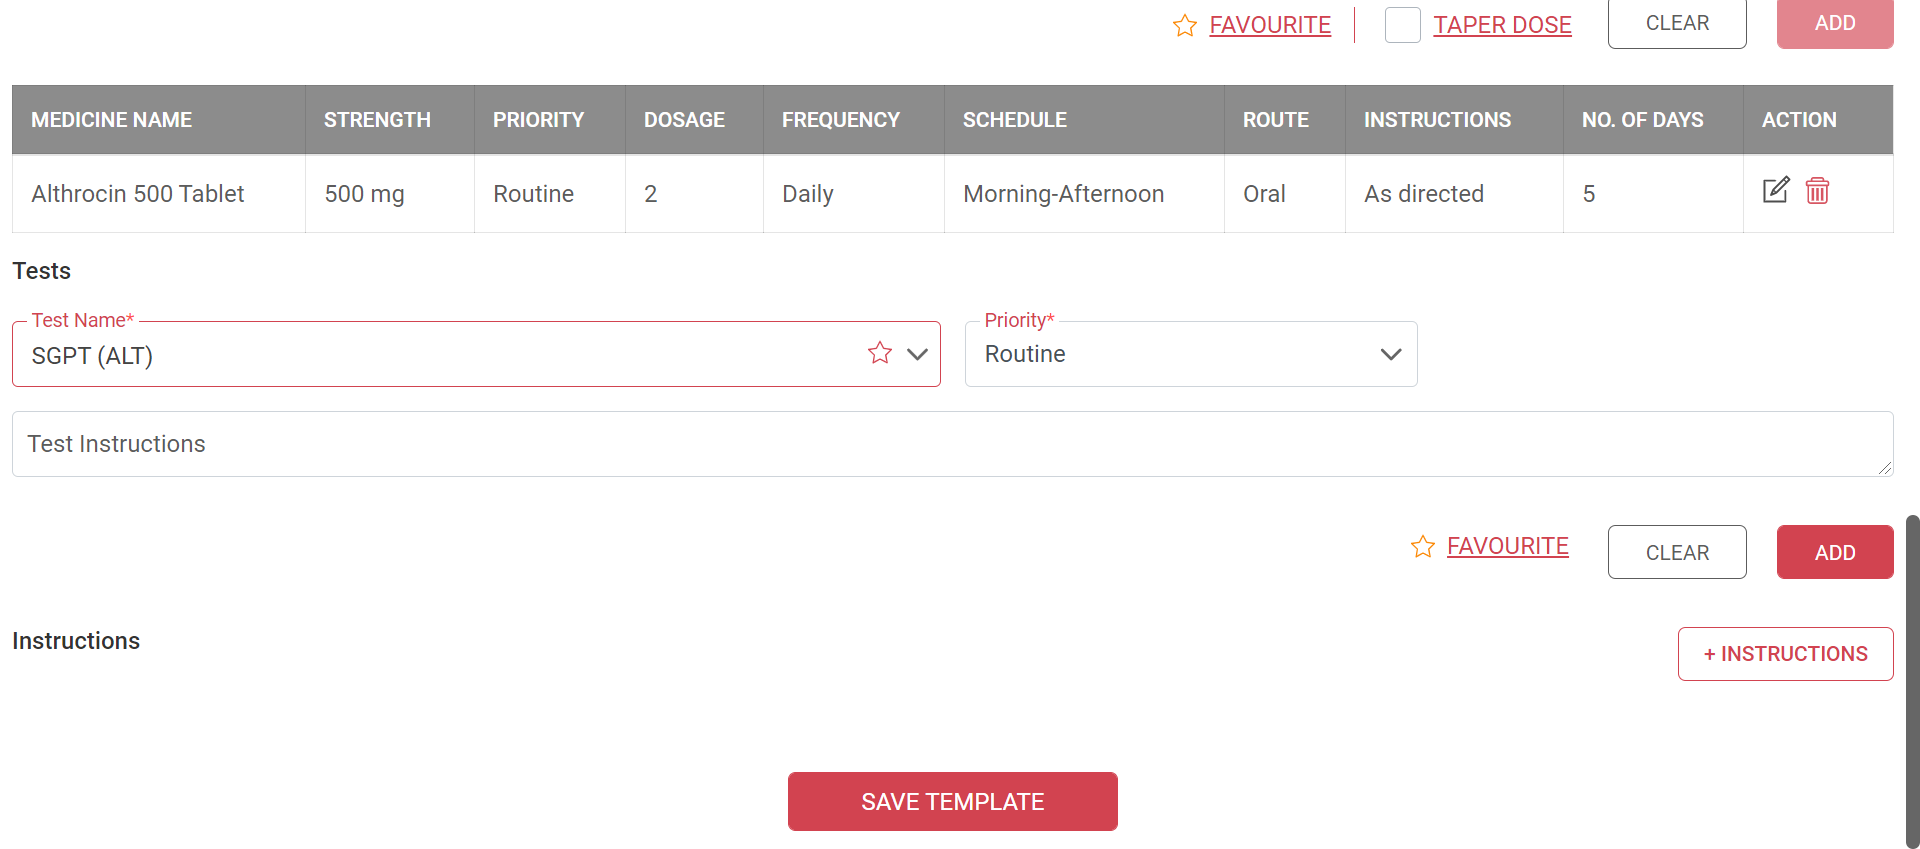 FAVOURITE TAPER DOSE CLEAR ADD
MEDICINE NAME STRENGTH PRIORITY DOSAGE FREQUENCY SCHEDULE ROUTE INSTRUCTIONS NO. OF DAYS ACTION
Althrocin 500 Tablet 500 mg Routine 2 Daily Morning-Afternoon Oral As directed 5
Tests
Test Name* Priority*
SGPT (ALT) Routine
Test Instructions
FAVOURITE CLEAR ADD
Instructions + INSTRUCTIONS
SAVE TEMPLATE